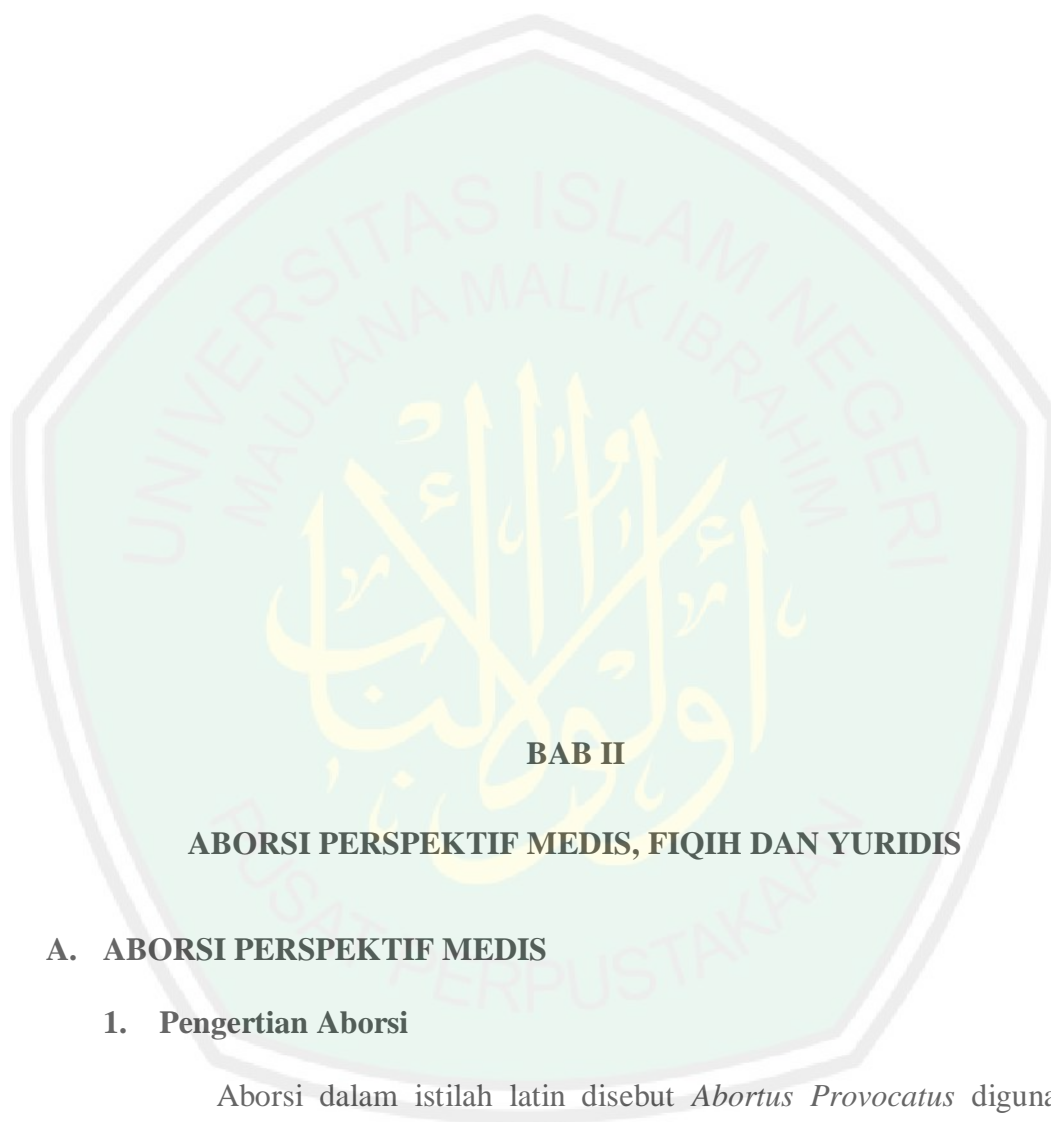 UNIVERSITAS ISLAM NEGERI
MAULANA MALIK IBRAHIM
BAB II
ABORSI PERSPEKTIF MEDIS, FIQIH DAN YURIDIS
PUSAT PERPUSTAKAAN
A. ABORSI PERSPEKTIF MEDIS
1. Pengertian Aborsi
Aborsi dalam istilah latin disebut Abortus Provocatus